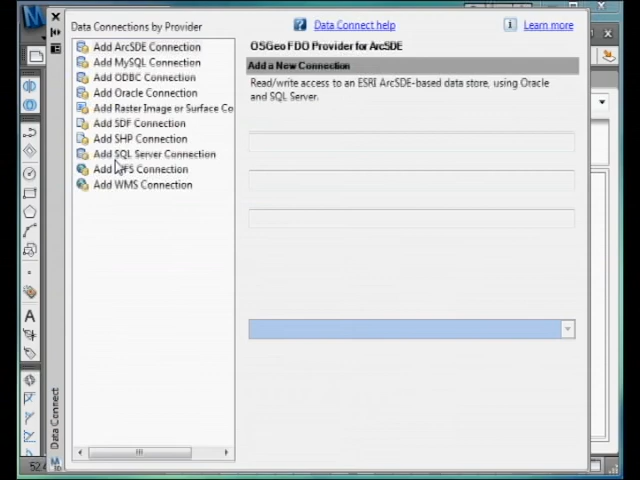 Data Connections by Provider
Data Connect help
Learn more
Add ArcSDE Connection
Add MySQL Connection
Add ODBC Connection
Add Oracle Connection
Add Raster Image or Surface Co
Add SDF Connection
Add SHP Connection
Add SQL Server Connection
Add WFS Connection
Add WMS Connection
OSGeo FDO Provider for ArcSDE
Add a New Connection
Read/write access to an ESRI ArcSDE-based data store, using Oracle
and SQL Server.
Data Connect